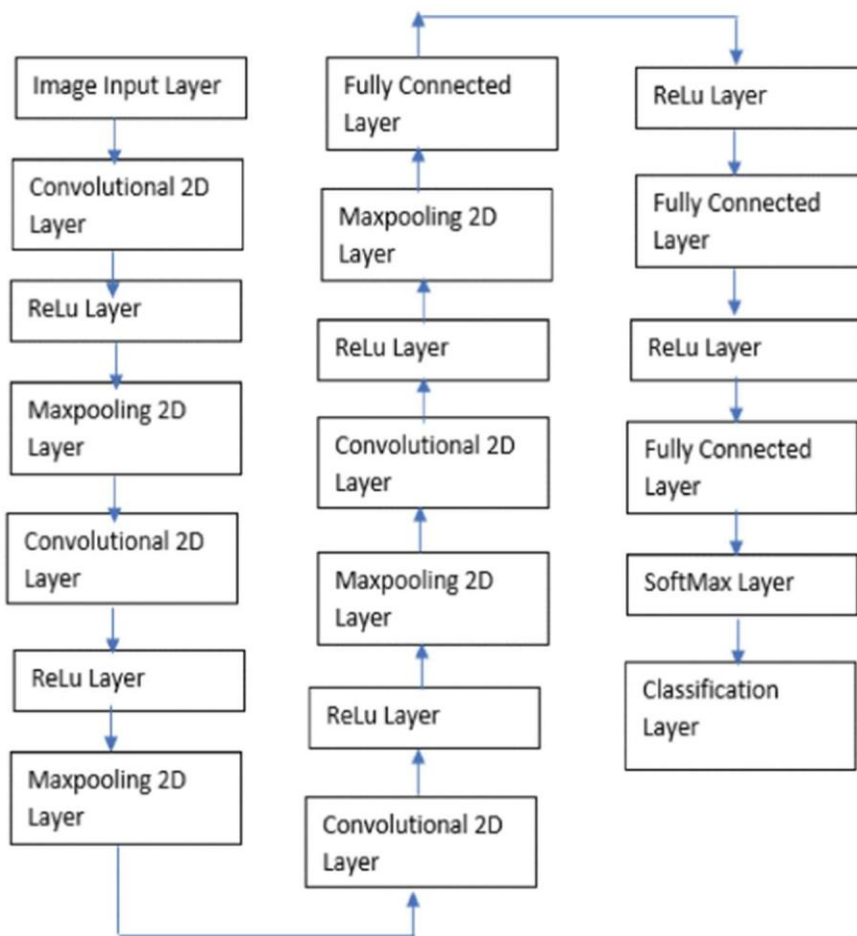 Image Input Layer
Convolutional 2D
Layer
ReLu Layer
Maxpooling 2D
Layer
Convolutional 2D
Layer
ReLu Layer
Maxpooling 2D
Layer
Convolutional 2D
Layer
ReLu Layer
Maxpooling 2D
Layer
Convolutional 2D
Layer
ReLu Layer
Maxpooling 2D
Layer
Fully Connected
Layer
ReLu Layer
Fully Connected
Layer
ReLu Layer
Fully Connected
Layer
SoftMax Layer
Classification
Layer